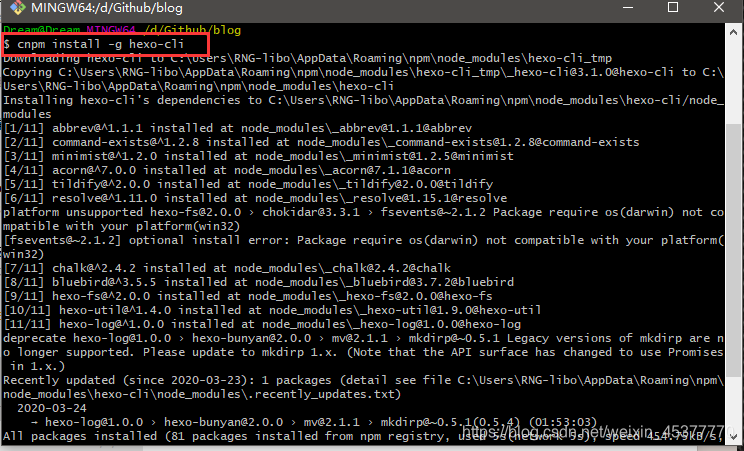 MINGW64:/d/Github/blog
Dream@Dream MINGW64 /d/Github/blog
$ cnpm install -g hexo-cli
Downloading hexo-cli to C:\Users\RNG-libo\AppData\Roaming\npm\node_modules\hexo-cli_tmp
Copying C:\Users\RNG-libo\AppData\Roaming\npm\node_modules\hexo-cli_tmp\_hexo-cli@3.1.0@hexo-cli to C:\
Users\RNG-libo\AppData\Roaming\npm\node_modules\hexo-cli
Installing hexo-cli's dependencies to C:\Users\RNG-libo\AppData\Roaming\npm\node_modules\hexo-cli/node_
modules
[1/11] abbrev@^1.1.1 installed at node_modules\_abbrev@1.1.1@abbrev
[2/11] command-exists@^1.2.8 installed at node_modules\_command-exists@1.2.8@command-exists
[3/11] minimist@^1.2.0 installed at node_modules\_minimist@1.2.5@minimist
[4/11] acorn@^7.0.0 installed at node_modules\_acorn@7.1.1@acorn
[5/11] tildify@^2.0.0 installed at node_modules\_tildify@2.0.0@tildify
[6/11] resolve@^1.11.0 installed at node_modules\_resolve@1.15.1@resolve
platform unsupported hexo-fs@2.0.0 › chokidar@3.3.1 › fsevents@~2.1.2 Package require os(darwin) not co
mpatible with your platform(win32)
[fsevents@~2.1.2] optional install error: Package require os(darwin) not compatible with your platform(
win32)
[7/11] chalk@^2.4.2 installed at node_modules\_chalk@2.4.2@chalk
[8/11] bluebird@^3.5.5 installed at node_modules\_bluebird@3.7.2@bluebird
[9/11] hexo-fs@^2.0.0 installed at node_modules\_hexo-fs@2.0.0@hexo-fs
[10/11] hexo-util@^1.4.0 installed at node_modules\_hexo-util@1.9.0@hexo-util
[11/11] hexo-log@^1.0.0 installed at node_modules\_hexo-log@1.0.0@hexo-log
deprecate hexo-log@1.0.0 › hexo-bunyan@2.0.0 › mv@2.1.1 › mkdirp@~0.5.1 Legacy versions of mkdirp are n
o longer supported. Please update to mkdirp 1.x. (Note that the API surface has changed to use Promises
in 1.x.)
Recently updated (since 2020-03-23): 1 packages (detail see file C:\Users\RNG-libo\AppData\Roaming\npm\
node_modules\hexo-cli\node_modules\.recently_updates.txt)
2020-03-24
→ hexo-log@1.0.0 › hexo-bunyan@2.0.0 › mv@2.1.1 › mkdirp@~0.5.1(0.5.4) (01:53:03)
All packages installed (81 packages installed from npm registry, used 5s(network 5s), speed 454.79kB/s,
https://blog.csdn.net/weixin_45377770